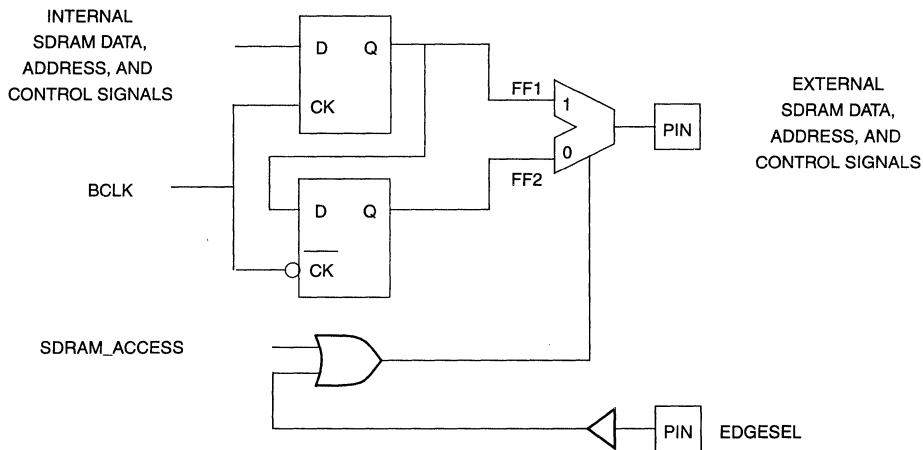 INTERNAL
SDRAM DATA,
ADDRESS, AND
CONTROL SIGNALS
D Q
CK
FF1
1
0
FF2
PIN
EXTERNAL
SDRAM DATA,
ADDRESS, AND
CONTROL SIGNALS
BCLK
D Q
CK
SDRAM_ACCESS
PIN
EDGESEL